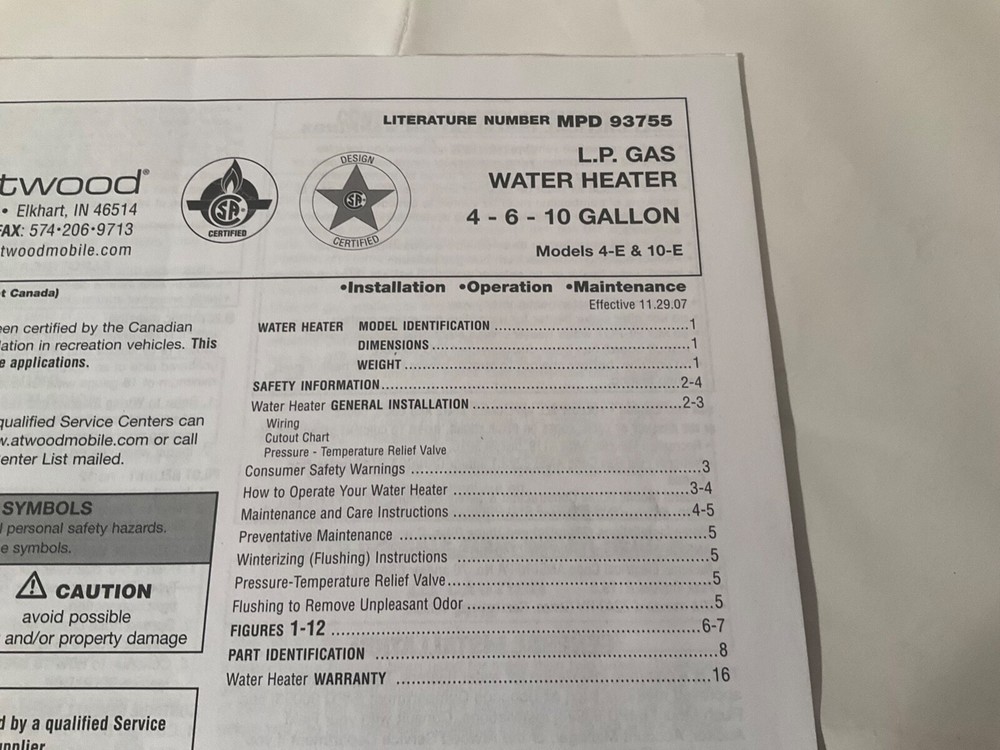 LITERATURE NUMBER MPD 93755
L.P. GAS
WATER HEATER
4 - 6 - 10 GALLON
Models 4-E & 10-E
twood®
• Elkhart, IN 46514
FAX: 574•206•9713
twoodmobile.com
SA
CERTIFIED
DESIGN
SA
CERTIFIED
t Canada)
en certified by the Canadian
ation in recreation vehicles. This
e applications.
qualified Service Centers can
w.atwoodmobile.com or call
enter List mailed.
SYMBOLS
l personal safety hazards.
e symbols.
CAUTION
avoid possible
and/or property damage
d by a qualified Service
upplier
•Installation •Operation •Maintenance
Effective 11.29.07
WATER HEATER MODEL IDENTIFICATION ..........1
DIMENSIONS ..........1
WEIGHT ..........1
SAFETY INFORMATION..........2-4
Water Heater GENERAL INSTALLATION ..........2-3
Wiring
Cutout Chart
Pressure - Temperature Relief Valve
Consumer Safety Warnings ..........3
How to Operate Your Water Heater ..........3-4
Maintenance and Care Instructions ..........4-5
Preventative Maintenance ..........5
Winterizing (Flushing) Instructions ..........5
Pressure-Temperature Relief Valve..........5
Flushing to Remove Unpleasant Odor ..........5
FIGURES 1-12 ..........6-7
PART IDENTIFICATION ..........8
Water Heater WARRANTY ..........16